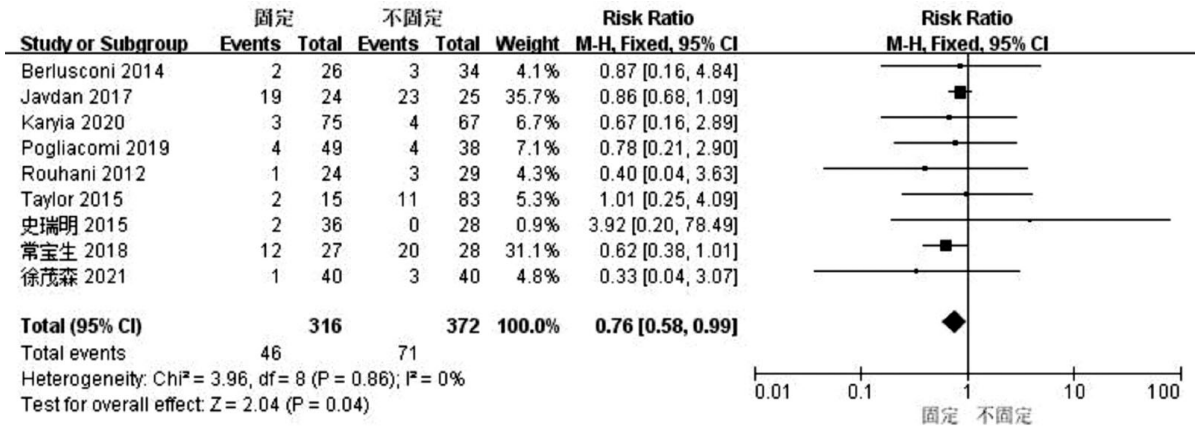 固定 不固定 Risk Ratio Risk Ratio
Study or Subgroup Events Total Events Total Weight M-H, Fixed, 95% CI M-H, Fixed, 95% CI
Berlusconi 2014 2 26 3 34 4.1% 0.87 [0.16, 4.84]
Javdan 2017 19 24 23 25 35.7% 0.86 [0.68, 1.09]
Karyia 2020 3 75 4 67 6.7% 0.67 [0.16, 2.89]
Pogliacomi 2019 4 49 4 38 7.1% 0.78 [0.21, 2.90]
Rouhani 2012 1 24 3 29 4.3% 0.40 [0.04, 3.63]
Taylor 2015 2 15 11 83 5.3% 1.01 [0.25, 4.09]
史瑞明 2015 2 36 0 28 0.9% 3.92 [0.20, 78.49]
常宝生 2018 12 27 20 28 31.1% 0.62 [0.38, 1.01]
徐茂森 2021 1 40 3 40 4.8% 0.33 [0.04, 3.07]
Total (95% CI) 316 372 100.0% 0.76 [0.58, 0.99]
Total events 46 71
Heterogeneity: Chi² = 3.96, df = 8 (P = 0.86); I² = 0%
Test for overall effect: Z = 2.04 (P = 0.04)
0.01 0.1 1 10 100
固定 不固定